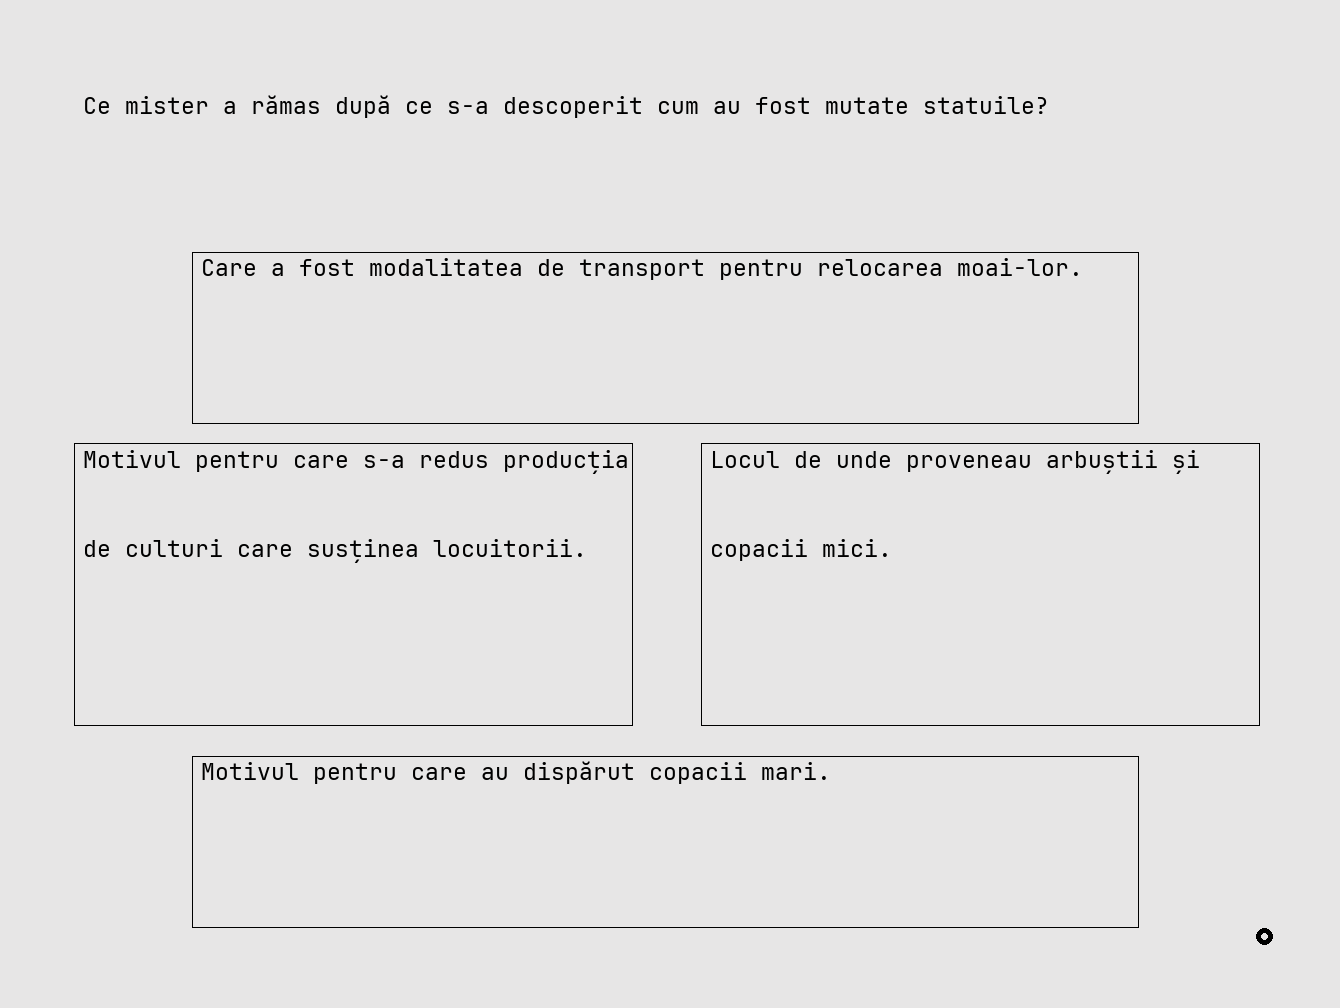 Ce mister a rămas după ce s-a descoperit cum au fost mutate statuile?
Care a fost modalitatea de transport pentru relocarea moai-lor.
Motivul pentru care s-a redus producția
de culturi care susținea locuitorii.
Locul de unde proveneau arbuștii și
copacii mici.
Motivul pentru care au dispărut copacii mari.